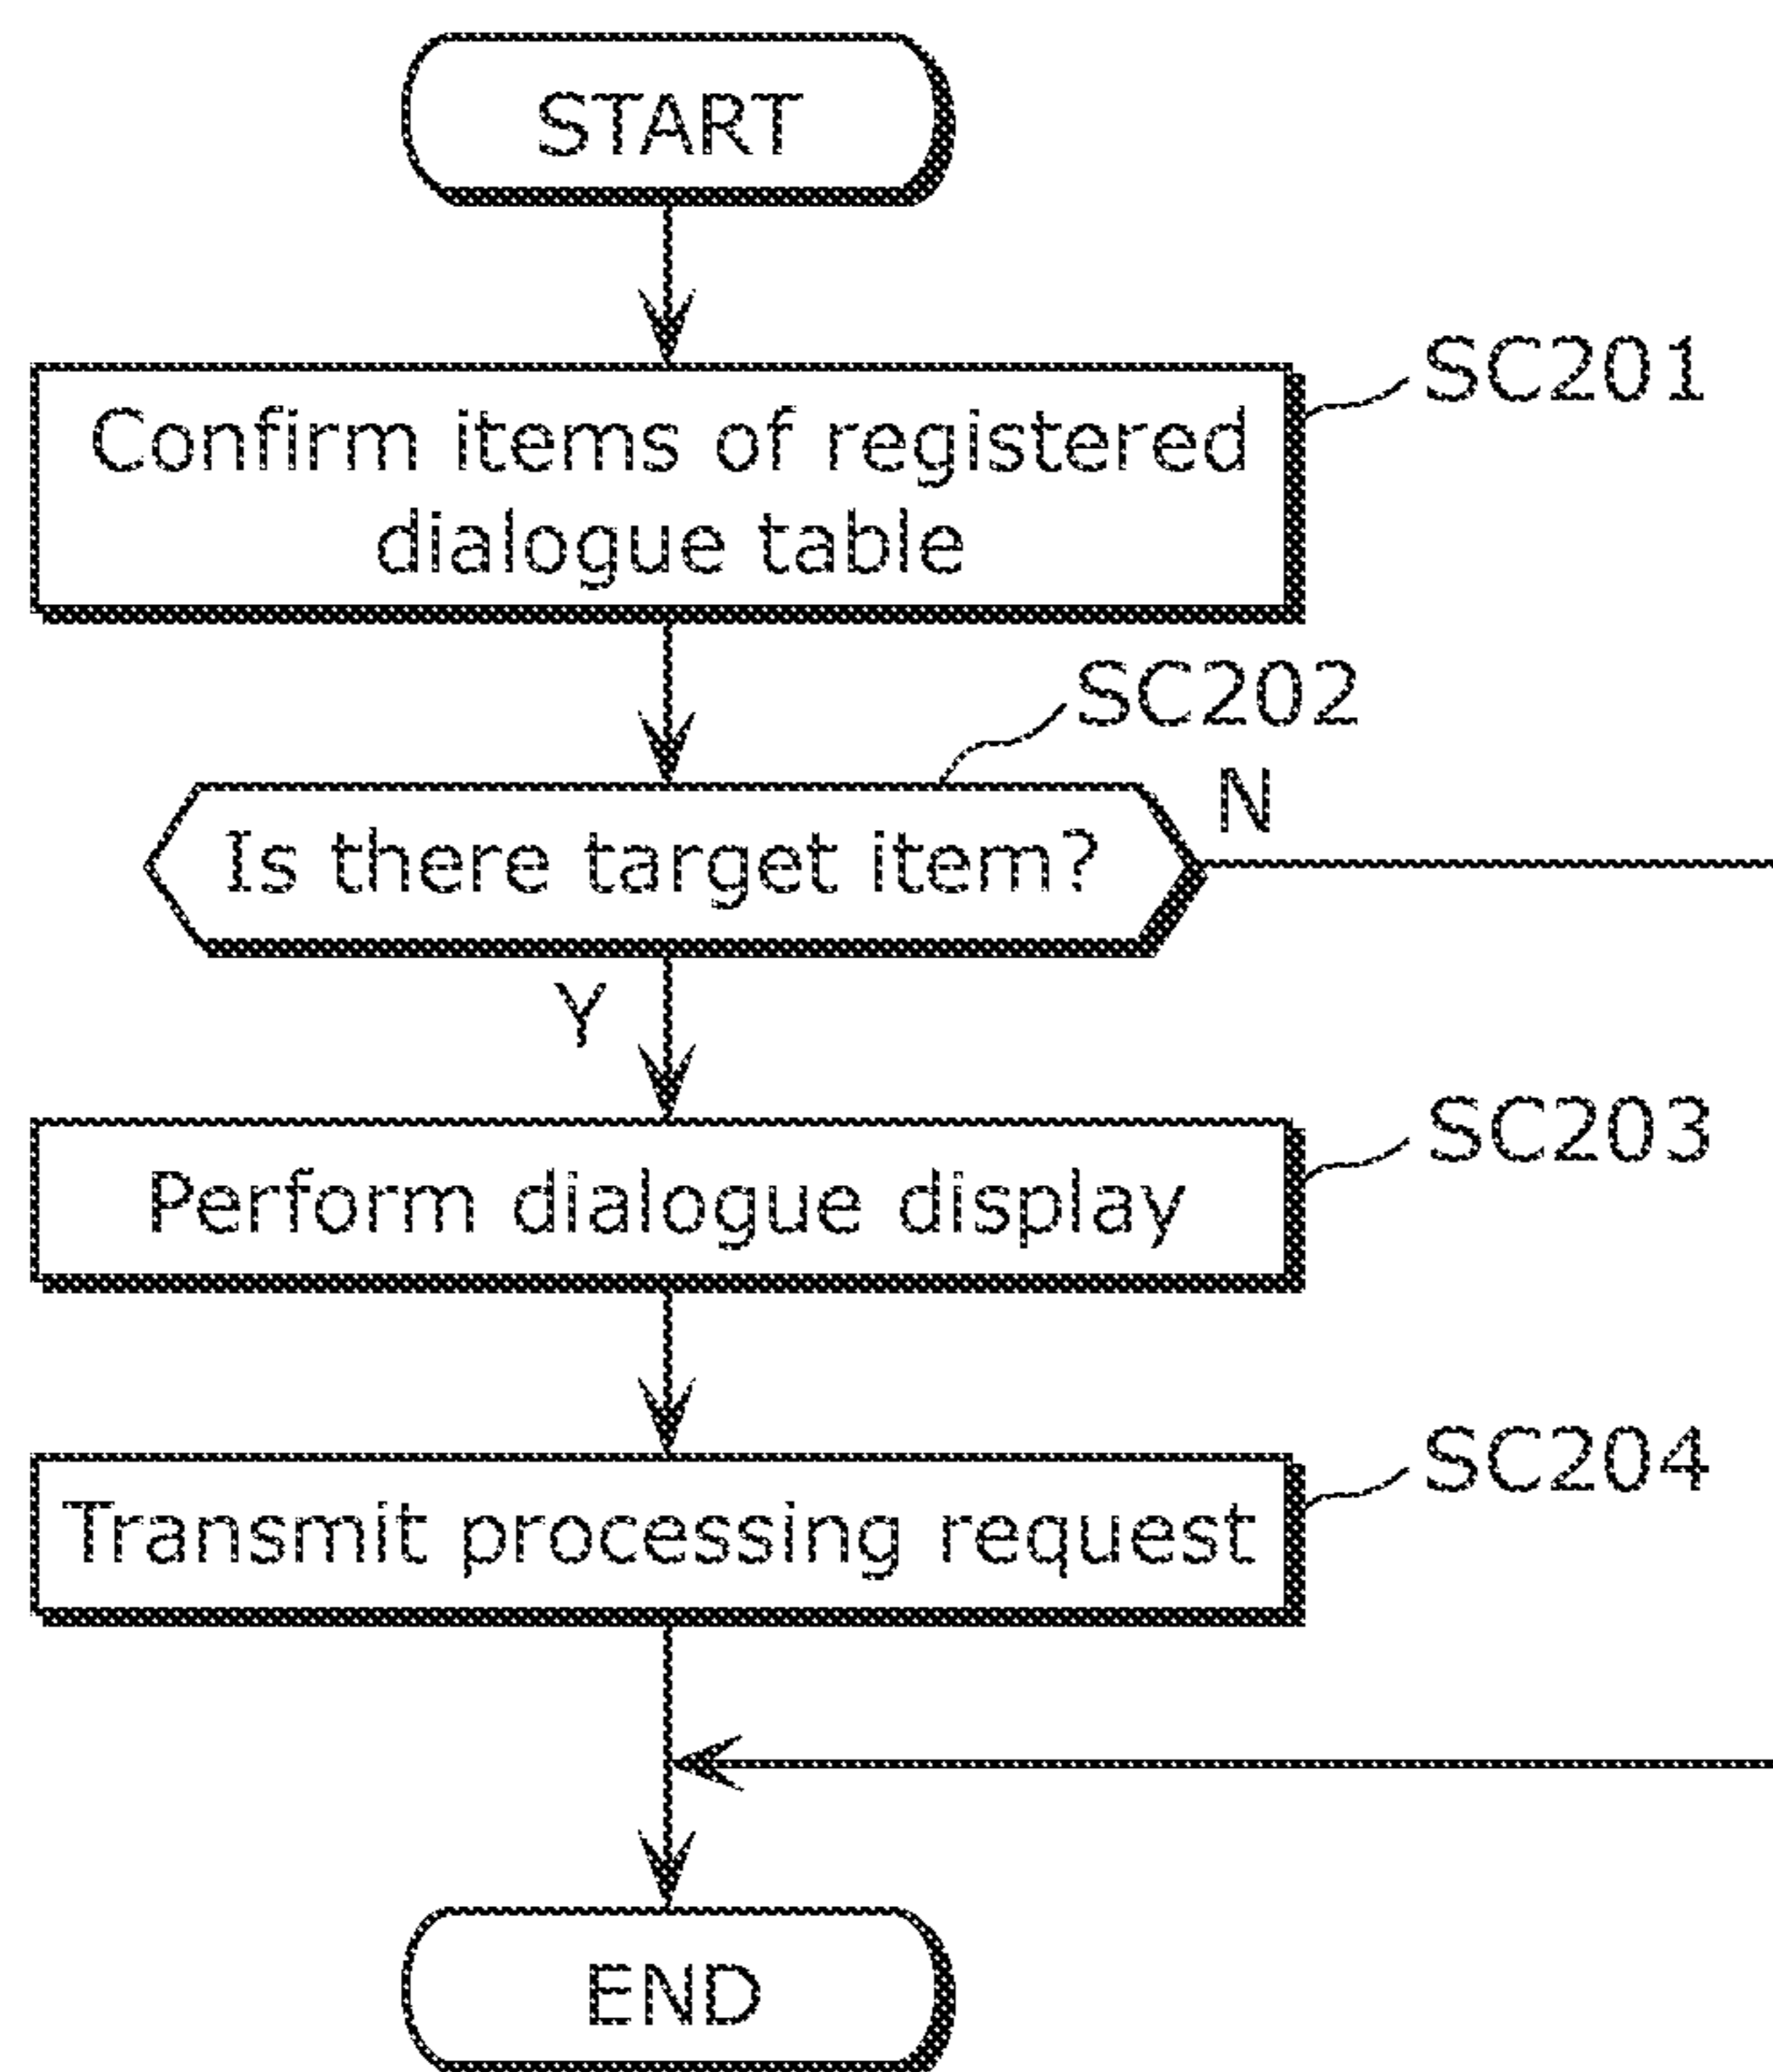 START
SC201
Confirm items of registered
dialogue table
SC202
N
Is there target item?
Y
SC203
Perform dialogue display
SC204
Transmit processing request
END